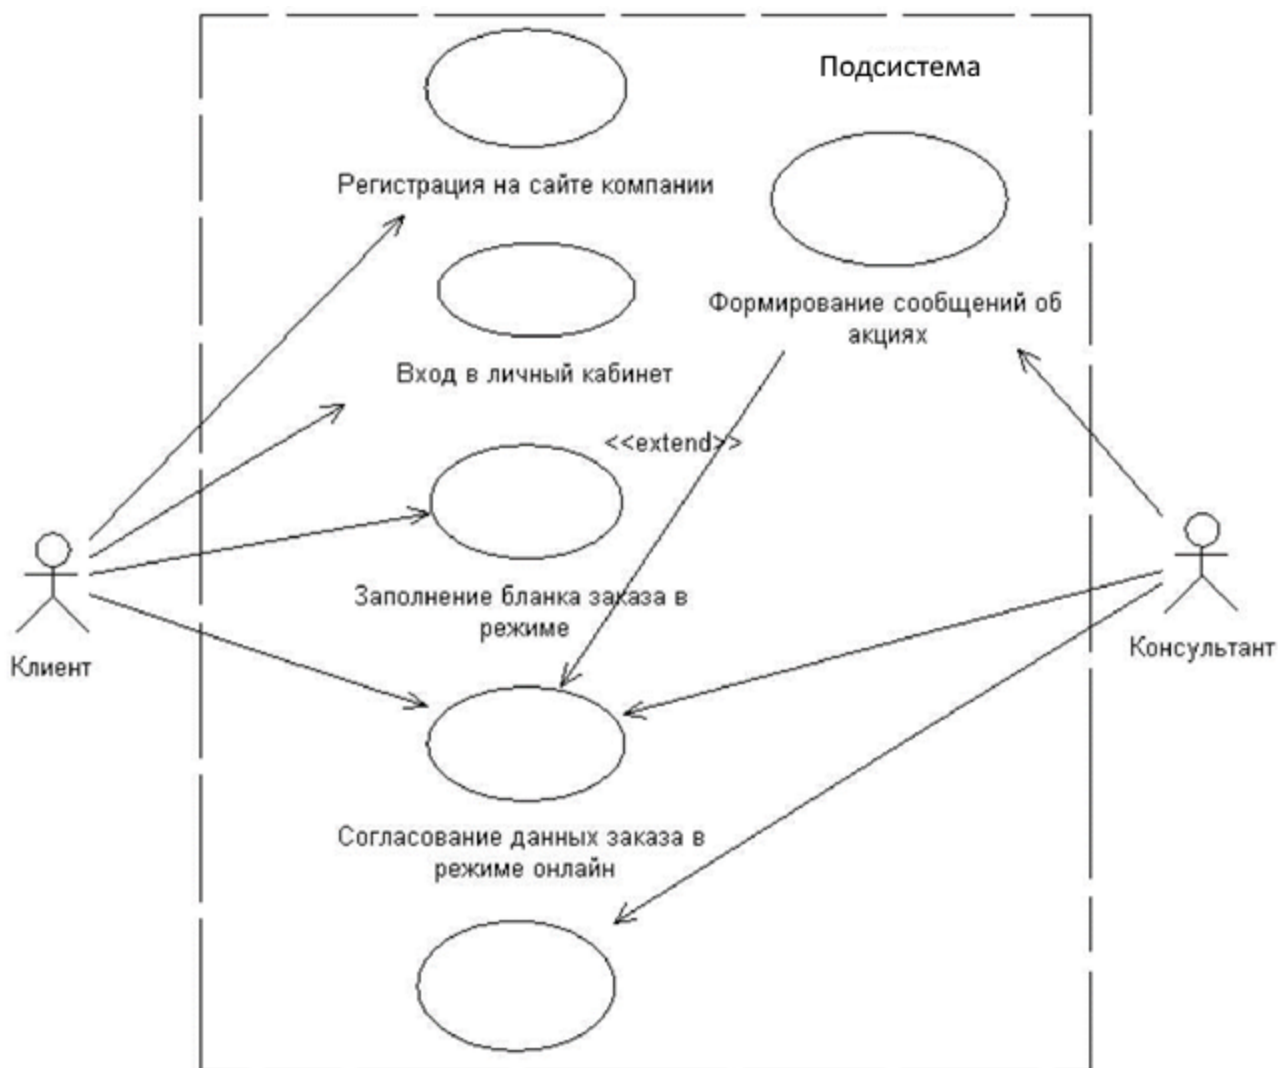 Подсистема
Регистрация на сайте компании
Формирование сообщений об
акциях
Вход в личный кабинет
<<extend>>
Заполнение бланка заказа в
режиме
Клиент
Консультант
Согласование данных заказа в
режиме онлайн